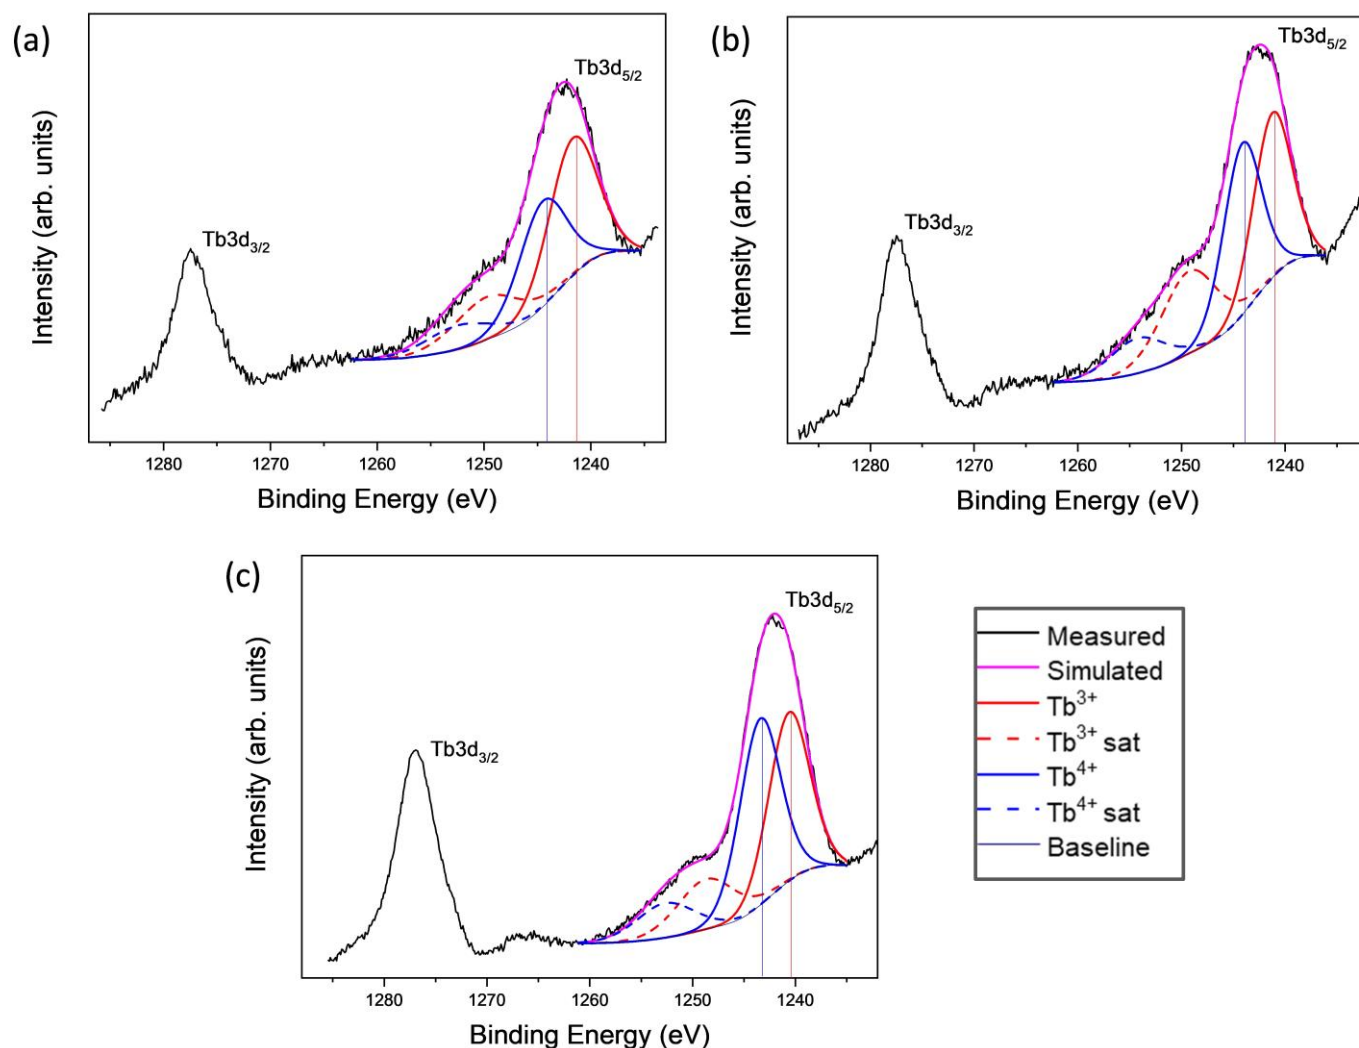 (a)
Tb3d5/2
Tb3d3/2
Intensity (arb. units)
1280 1270 1260 1250 1240
Binding Energy (eV)
(b)
Tb3d5/2
Tb3d3/2
Intensity (arb. units)
1280 1270 1260 1250 1240
Binding Energy (eV)
(c)
Tb3d5/2
Tb3d3/2
Intensity (arb. units)
1280 1270 1260 1250 1240
Binding Energy (eV)
Measured
Simulated
Tb3+
Tb3+ sat
Tb4+
Tb4+ sat
Baseline